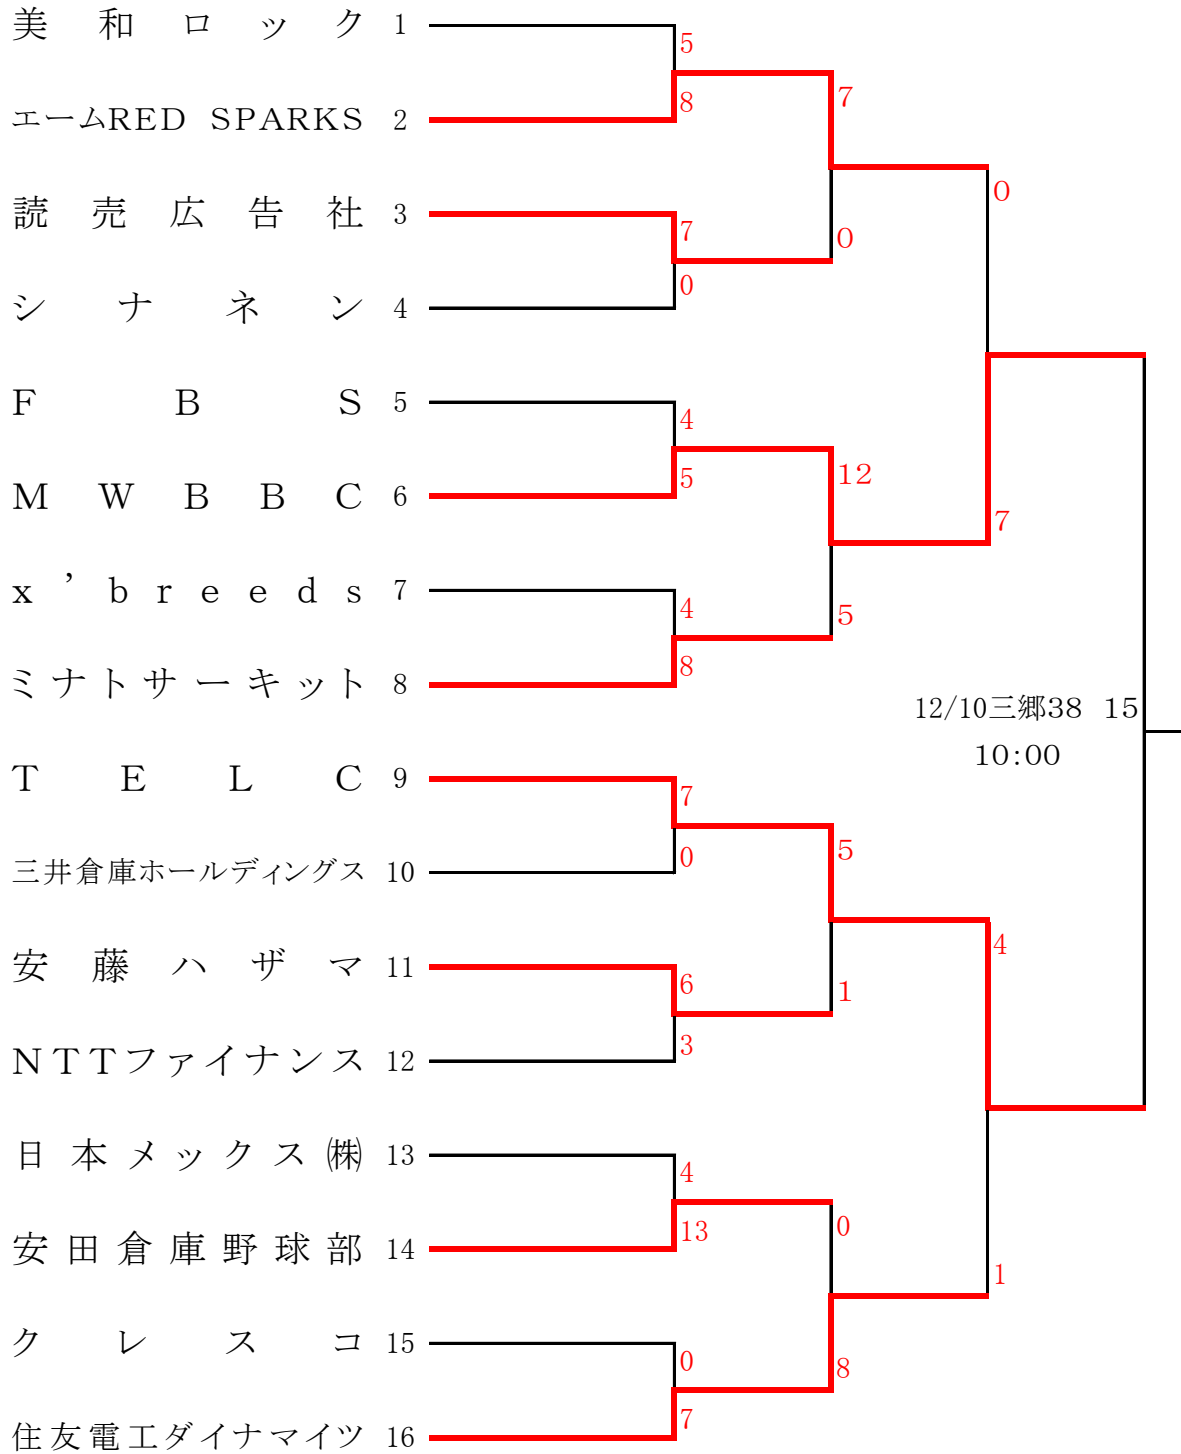 美和ロック 1
5
7
8
エームRED SPARKS 2
0
読売広告社 3
7
0
0
シナネン 4
FBS 5
4
12
5
MWBBC 6
7
x’breeds 7
4
5
8
ミナトサーキット 8
12/10三郷38 15
10:00
TELC 9
7
5
0
三井倉庫ホールディングス 10
4
安藤ハザマ 11
6
1
3
NTTファイナンス 12
日本メックス㈱ 13
4
0
13
安田倉庫野球部 14
1
クレスコ 15
0
8
7
住友電工ダイナマイツ 16